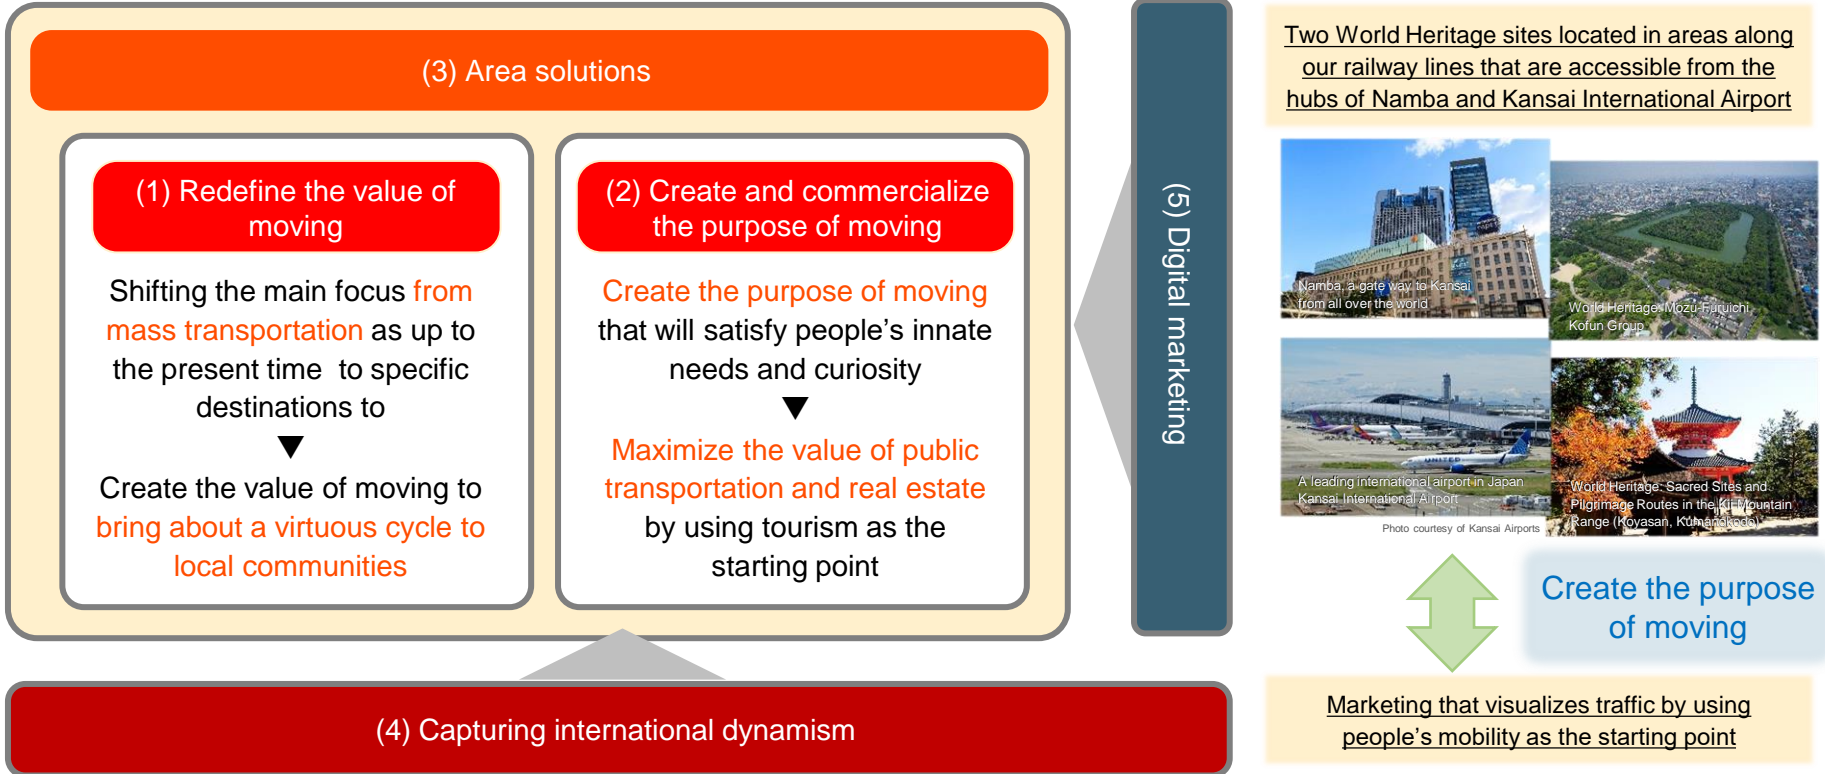 (3) Area solutions
(1) Redefine the value of
moving
Shifting the main focus from
mass transportation as up to
the present time  to specific
destinations to
▼
Create the value of moving to
bring about a virtuous cycle to
local communities
(2) Create and commercialize
the purpose of moving
Create the purpose of moving
that will satisfy people’s innate
needs and curiosity
▼
Maximize the value of public
transportation and real estate
by using tourism as the
starting point
(4) Capturing international dynamism
(5) Digital marketing
Two World Heritage sites located in areas along
our railway lines that are accessible from the
hubs of Namba and Kansai International Airport
Namba, a gate way to Kansai
from all over the world
World Heritage: Mozu-Furuichi
Kofun Group
A leading international airport in Japan
Kansai International Airport
UNITED
Photo courtesy of Kansai Airports
World Heritage: Sacred Sites and
Pilgrimage Routes in the Kii Mountain
Range (Koyasan, Kumanokodo)
Create the purpose
of moving
Marketing that visualizes traffic by using
people’s mobility as the starting point